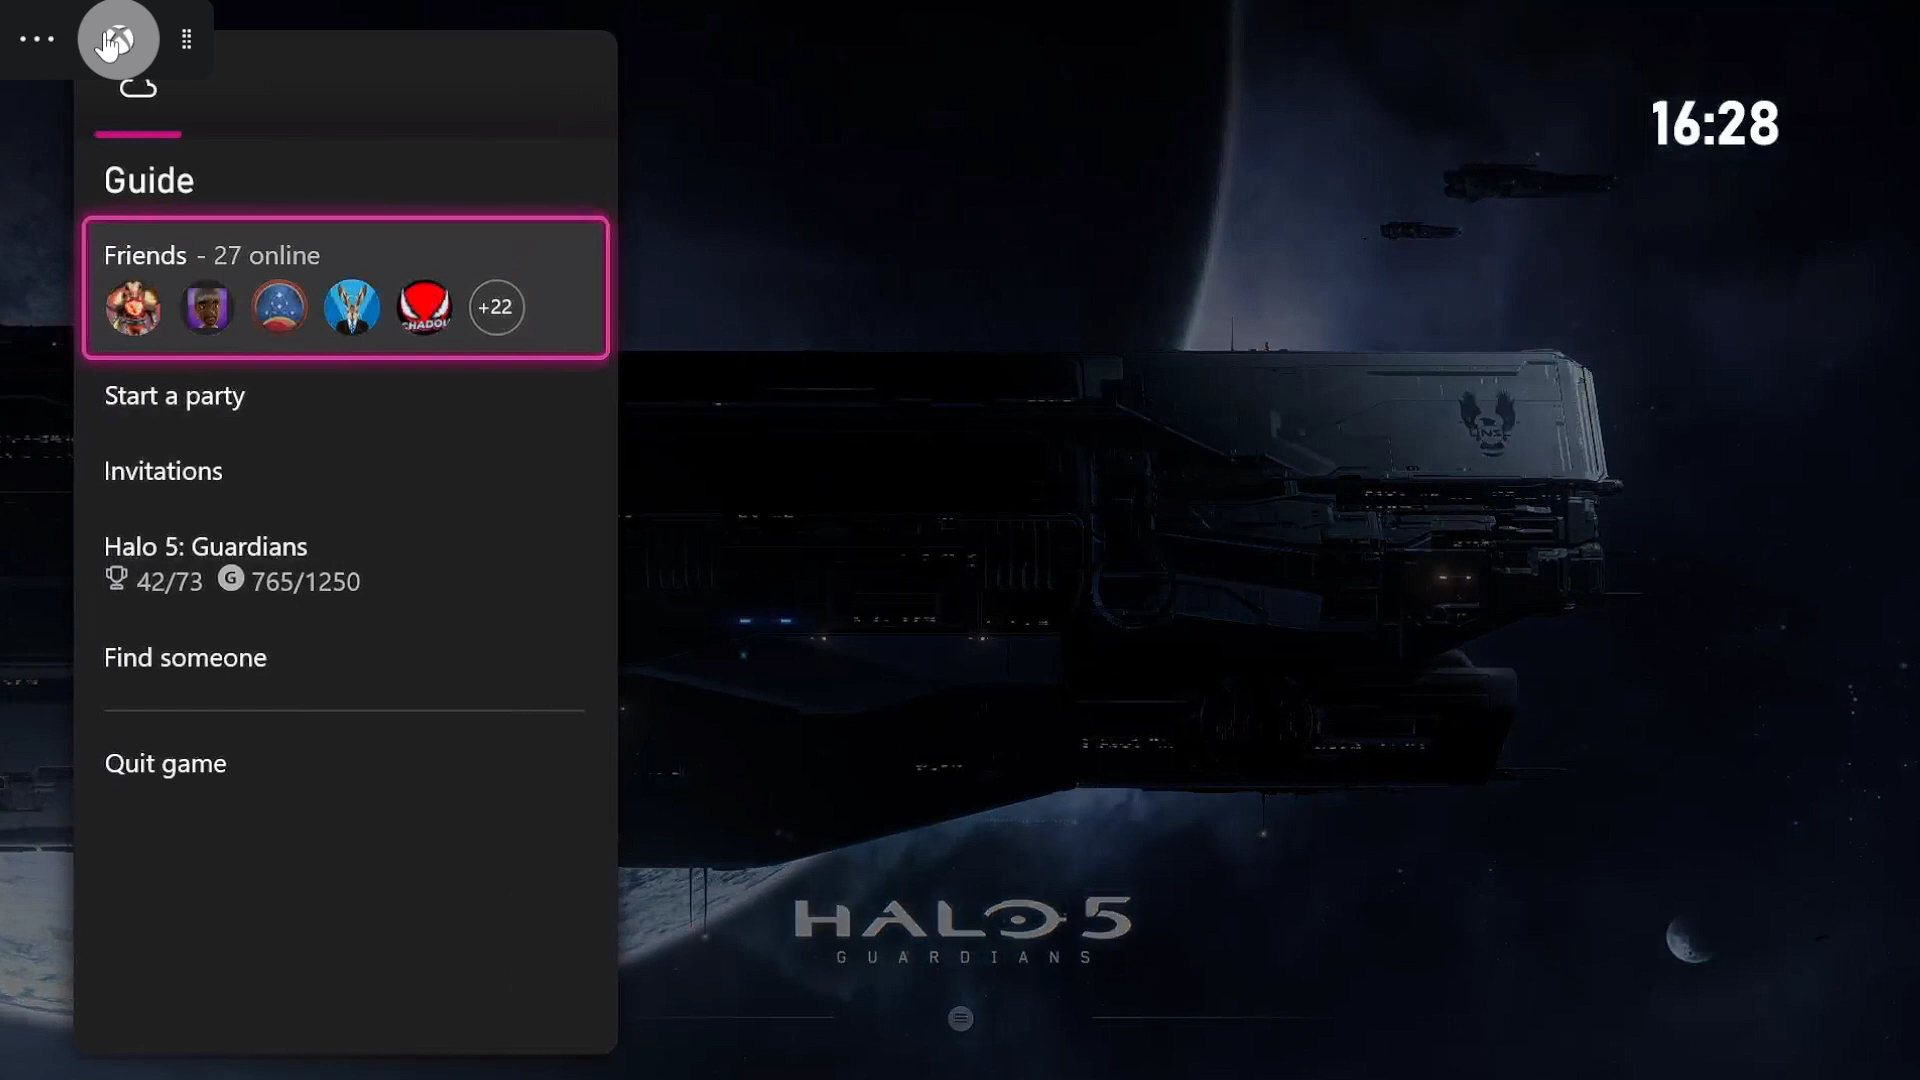 16:28
Guide
Friends - 27 online
HADOW
+22
Start a party
Invitations
Halo 5: Guardians
42/73 G 765/1250
Find someone
Quit game
HALO 5
GUARDIANS